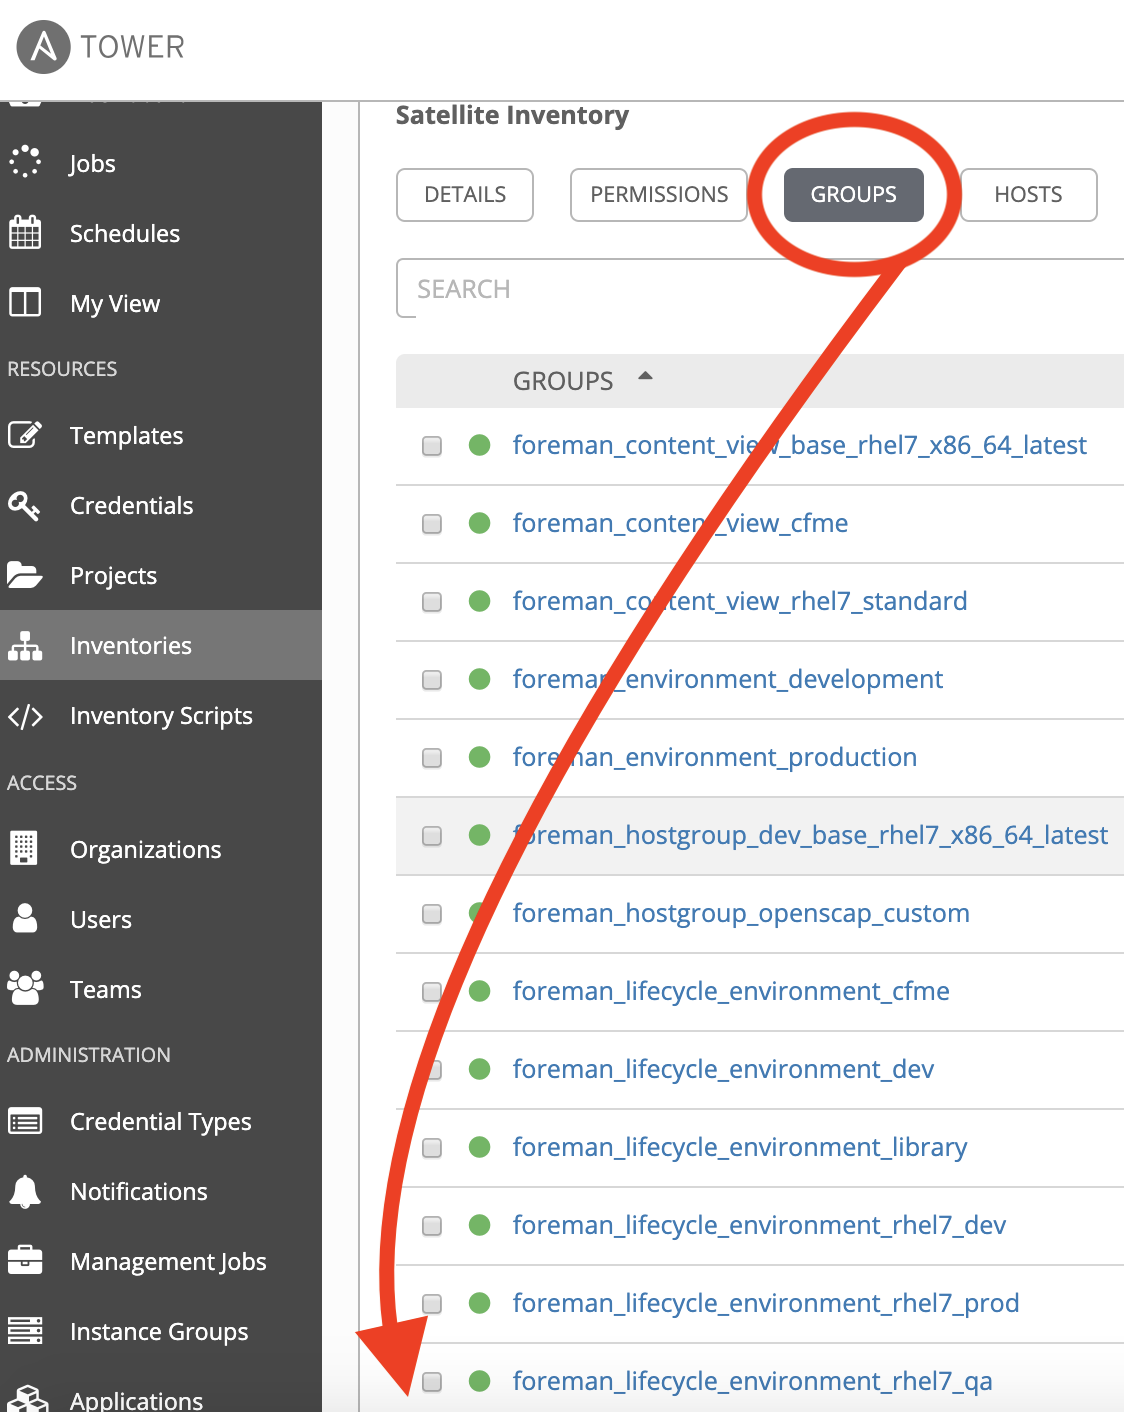 TOWER
Jobs
Schedules
My View
RESOURCES
Templates
Credentials
Projects
Inventories
Inventory Scripts
ACCESS
Organizations
Users
Teams
ADMINISTRATION
Credential Types
Notifications
Management Jobs
Instance Groups
Applications
Satellite Inventory
DETAILS
PERMISSIONS
GROUPS
HOSTS
SEARCH
GROUPS
foreman_content_view_base_rhel7_x86_64_latest
foreman_content_view_cfme
foreman_content_view_rhel7_standard
foreman_environment_development
foreman_environment_production
foreman_hostgroup_dev_base_rhel7_x86_64_latest
foreman_hostgroup_openscap_custom
foreman_lifecycle_environment_cfme
foreman_lifecycle_environment_dev
foreman_lifecycle_environment_library
foreman_lifecycle_environment_rhel7_dev
foreman_lifecycle_environment_rhel7_prod
foreman_lifecycle_environment_rhel7_qa